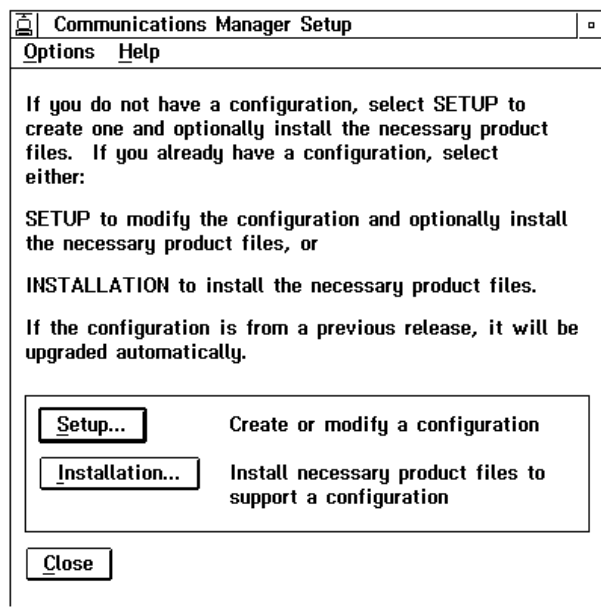 Communications Manager Setup
Options Help
If you do not have a configuration, select SETUP to
create one and optionally install the necessary product
files. If you already have a configuration, select
either:
SETUP to modify the configuration and optionally install
the necessary product files, or
INSTALLATION to install the necessary product files.
If the configuration is from a previous release, it will be
upgraded automatically.
Setup... Create or modify a configuration
Installation... Install necessary product files to
support a configuration
Close